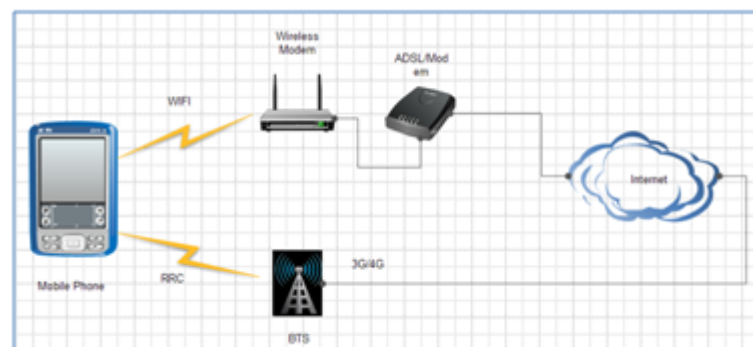 Wireless
Modem
ADSL/Mod
em
WIFI
Internet
3G/4G
RRC
Mobile Phone
BTS